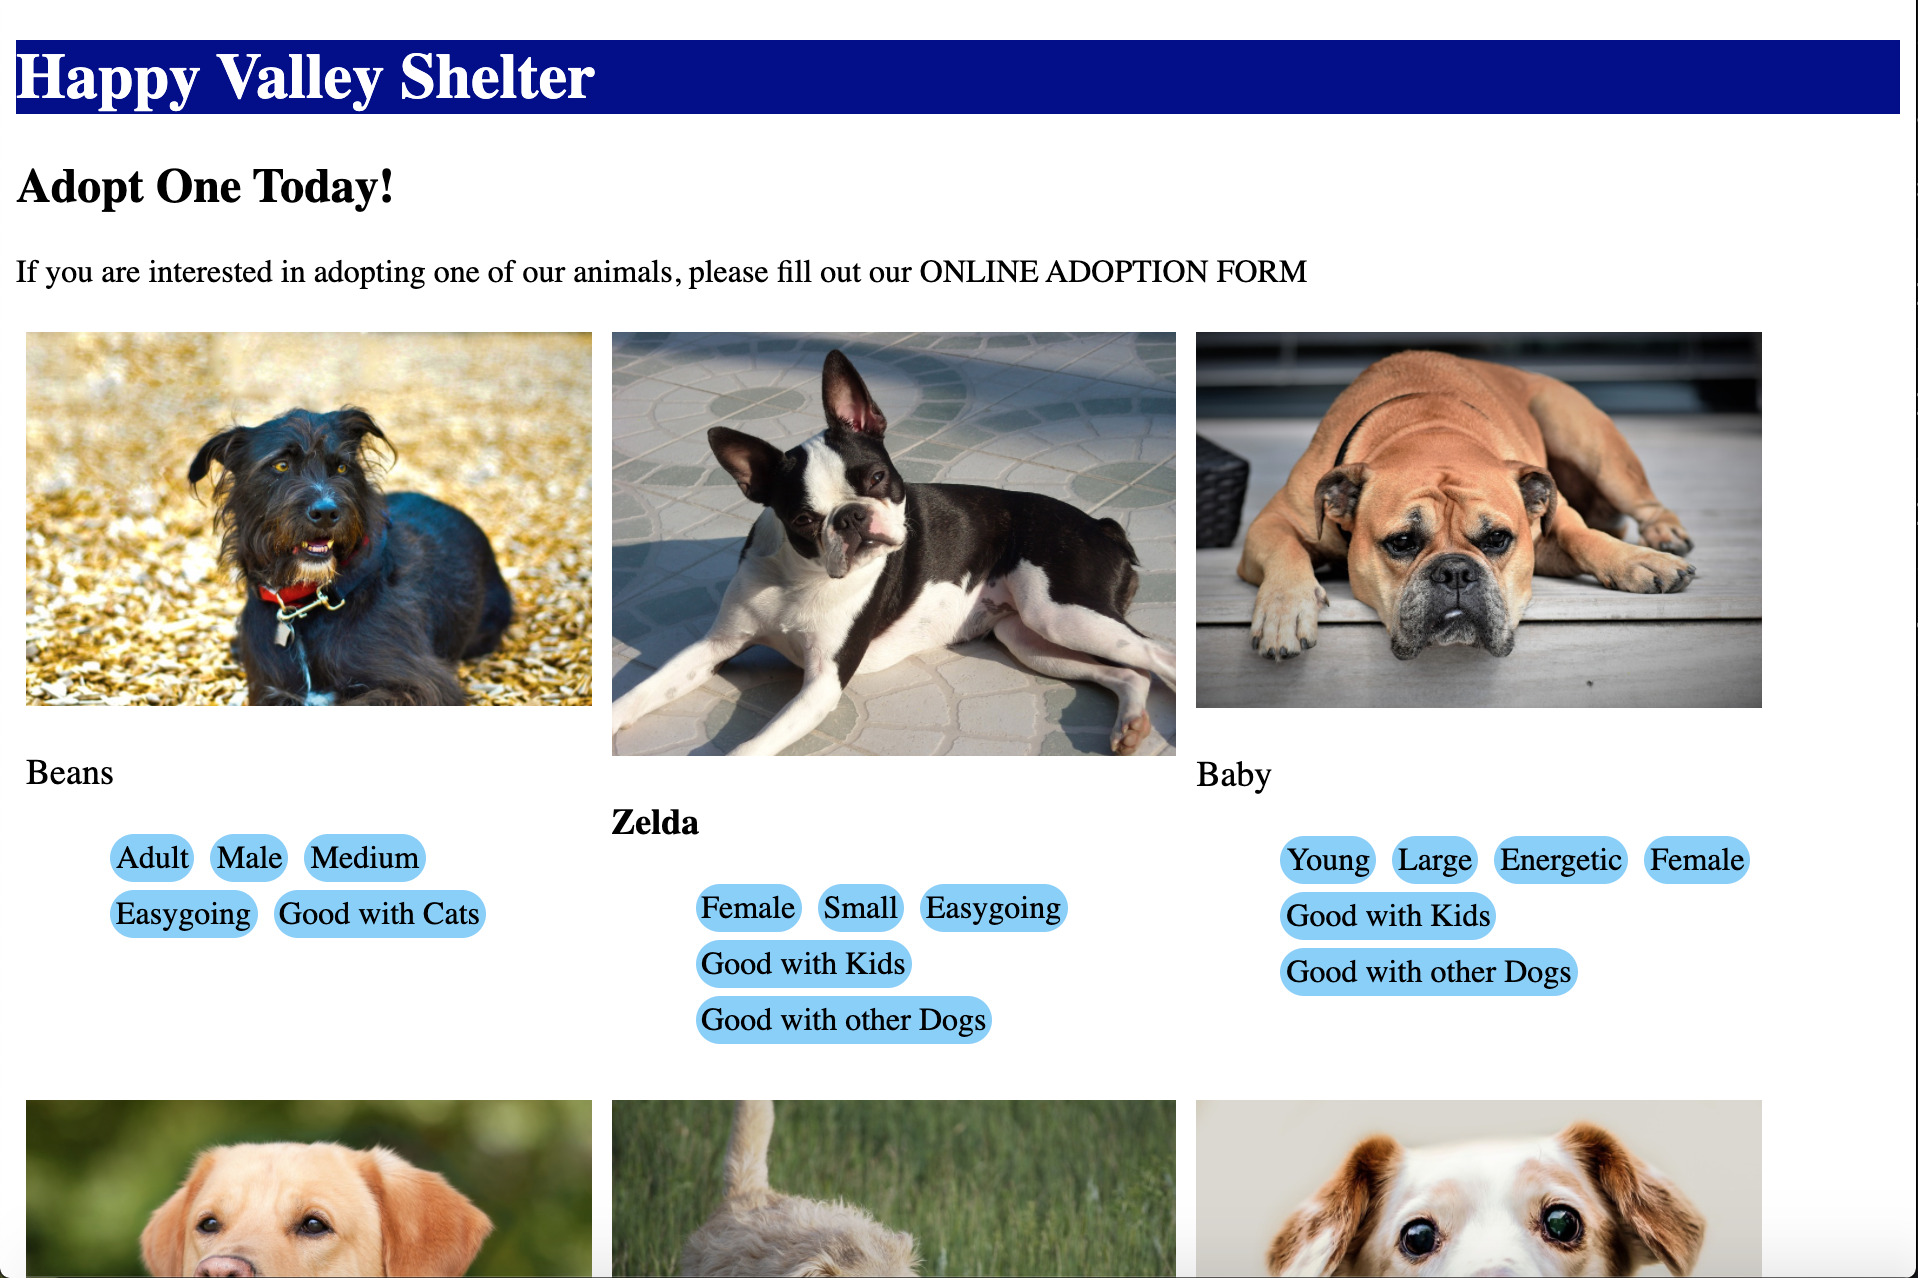 Happy Valley Shelter
Adopt One Today!
If you are interested in adopting one of our animals, please fill out our ONLINE ADOPTION FORM
Beans
Adult Male Medium
Easygoing Good with Cats
Zelda
Female Small Easygoing
Good with Kids
Good with other Dogs
Baby
Young Large Energetic Female
Good with Kids
Good with other Dogs